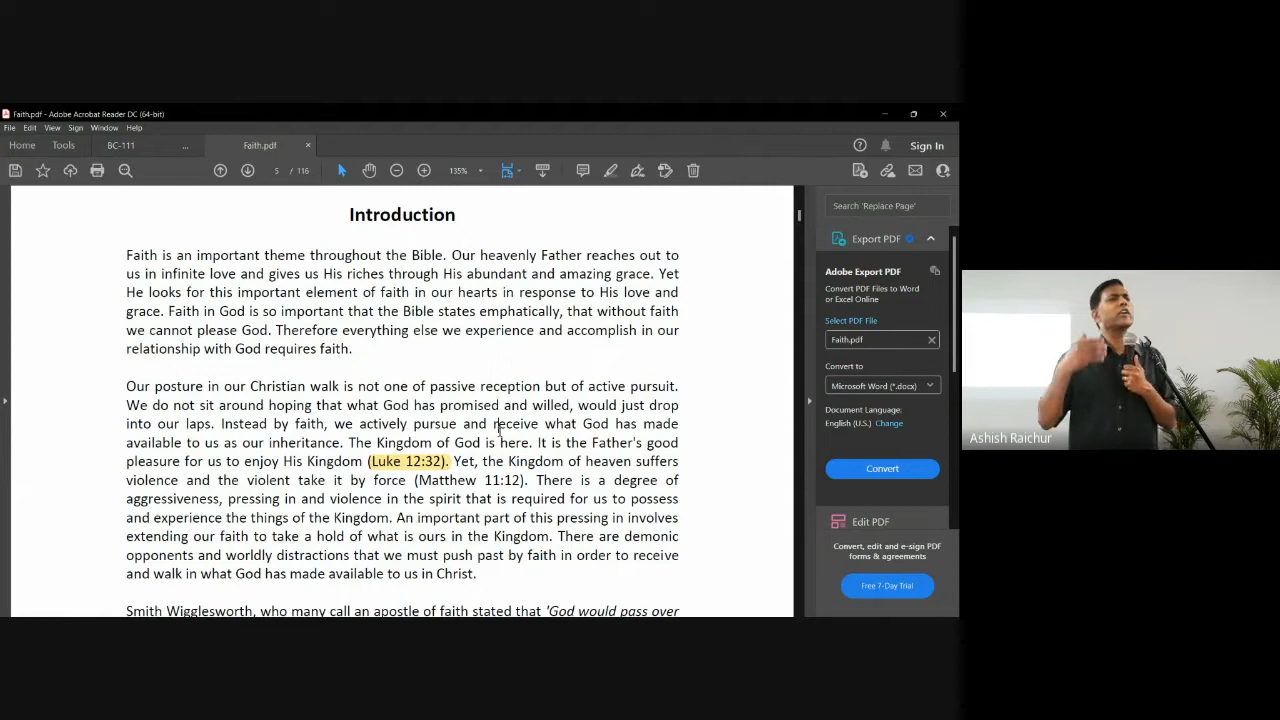 Faith.pdf - Adobe Acrobat Reader DC (64-bit)
File Edit View Sign Window Help
Home Tools BC-111 ... Faith.pdf × Sign In
5 / 116 135%
Introduction
Faith is an important theme throughout the Bible. Our heavenly Father reaches out to
us in infinite love and gives us His riches through His abundant and amazing grace. Yet
He looks for this important element of faith in our hearts in response to His love and
grace. Faith in God is so important that the Bible states emphatically, that without faith
we cannot please God. Therefore everything else we experience and accomplish in our
relationship with God requires faith.
Our posture in our Christian walk is not one of passive reception but of active pursuit.
We do not sit around hoping that what God has promised and willed, would just drop
into our laps. Instead by faith, we actively pursue and receive what God has made
available to us as our inheritance. The Kingdom of God is here. It is the Father's good
pleasure for us to enjoy His Kingdom (Luke 12:32). Yet, the Kingdom of heaven suffers
violence and the violent take it by force (Matthew 11:12). There is a degree of
aggressiveness, pressing in and violence in the spirit that is required for us to possess
and experience the things of the Kingdom. An important part of this pressing in involves
extending our faith to take a hold of what is ours in the Kingdom. There are demonic
opponents and worldly distractions that we must push past by faith in order to receive
and walk in what God has made available to us in Christ.
Smith Wigglesworth, who many call an apostle of faith stated that 'God would pass over
Search 'Replace Page'
Export PDF
Adobe Export PDF
Convert PDF Files to Word
or Excel Online
Select PDF File
Faith.pdf
Convert to
Microsoft Word (*.docx)
Document Language:
English (U.S.) Change
Convert
Edit PDF
Convert, edit and e-sign PDF
forms & agreements
Free 7-Day Trial
Ashish Raichur